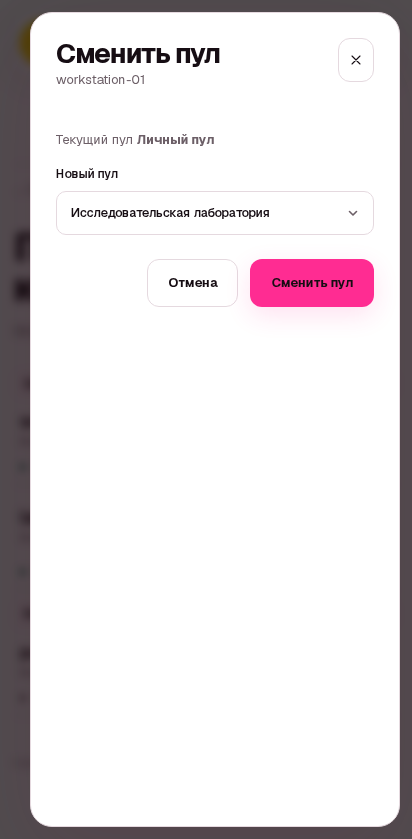 Сменить пул
workstation-01
Текущий пул Личный пул
Новый пул
Исследовательская лаборатория
Отмена
Сменить пул